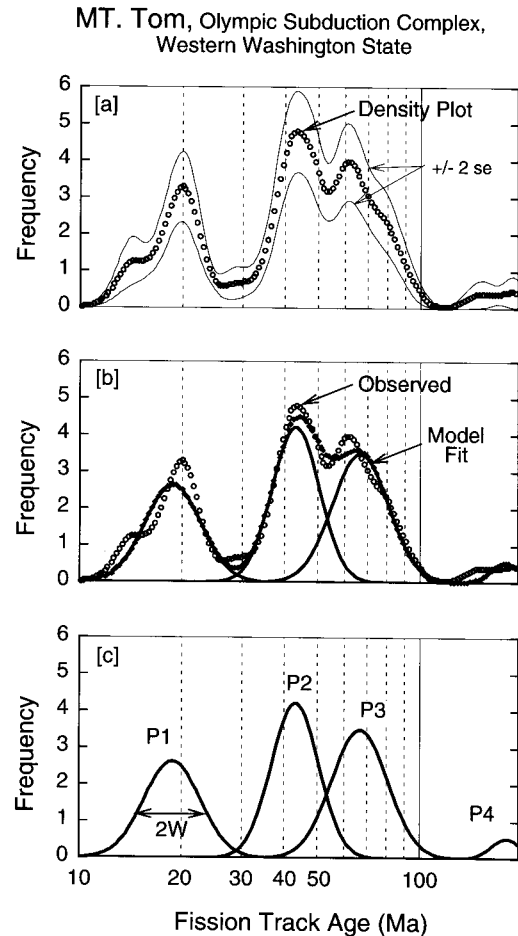 MT. Tom, Olympic Subduction Complex,
Western Washington State
[a]
Density Plot
+/- 2 se
Frequency
6
5
4
3
2
1
0
[b]
Observed
Model
Fit
Frequency
6
5
4
3
2
1
0
[c]
P1
P2
P3
P4
2W
Frequency
6
5
4
3
2
1
0
10 20 30 40 50 100
Fission Track Age (Ma)